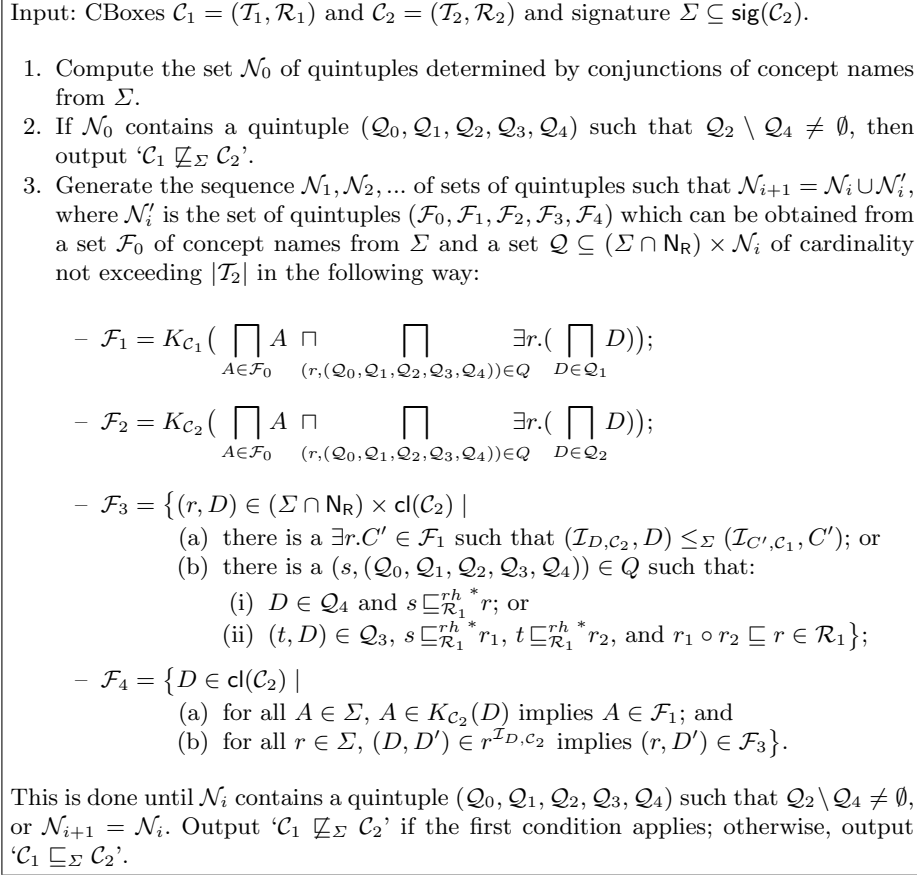 Input: CBoxes 𝒞₁ = (𝒯₁, ℛ₁) and 𝒞₂ = (𝒯₂, ℛ₂) and signature Σ ⊆ sig(𝒞₂).
1. Compute the set 𝒩₀ of quintuples determined by conjunctions of concept names
from Σ.
2. If 𝒩₀ contains a quintuple (𝒬₀, 𝒬₁, 𝒬₂, 𝒬₃, 𝒬₄) such that 𝒬₂ \ 𝒬₄ ≠ ∅, then
output ‘𝒞₁ ⋢_Σ 𝒞₂’.
3. Generate the sequence 𝒩₁, 𝒩₂, ... of sets of quintuples such that 𝒩ᵢ₊₁ = 𝒩ᵢ ∪ 𝒩ᵢ′,
where 𝒩ᵢ′ is the set of quintuples (ℱ₀, ℱ₁, ℱ₂, ℱ₃, ℱ₄) which can be obtained from
a set ℱ₀ of concept names from Σ and a set 𝒬 ⊆ (Σ ∩ N_R) × 𝒩ᵢ of cardinality
not exceeding |𝒯₂| in the following way:
– ℱ₁ = K_{𝒞₁}(⨅_{A∈ℱ₀} A ⊓ ⨅_{(r,(𝒬₀,𝒬₁,𝒬₂,𝒬₃,𝒬₄))∈Q} ∃r.(⨅_{D∈𝒬₁} D));
– ℱ₂ = K_{𝒞₂}(⨅_{A∈ℱ₀} A ⊓ ⨅_{(r,(𝒬₀,𝒬₁,𝒬₂,𝒬₃,𝒬₄))∈Q} ∃r.(⨅_{D∈𝒬₂} D));
– ℱ₃ = {(r, D) ∈ (Σ ∩ N_R) × cl(𝒞₂) |
(a) there is a ∃r.C′ ∈ ℱ₁ such that (ℐ_{D,𝒞₂}, D) ≤_Σ (ℐ_{C′,𝒞₁}, C′); or
(b) there is a (s, (𝒬₀, 𝒬₁, 𝒬₂, 𝒬₃, 𝒬₄)) ∈ Q such that:
(i) D ∈ 𝒬₄ and s ⊑^{rh}_{ℛ₁}* r; or
(ii) (t, D) ∈ 𝒬₃, s ⊑^{rh}_{ℛ₁}* r₁, t ⊑^{rh}_{ℛ₁}* r₂, and r₁ ∘ r₂ ⊑ r ∈ ℛ₁};
– ℱ₄ = {D ∈ cl(𝒞₂) |
(a) for all A ∈ Σ, A ∈ K_{𝒞₂}(D) implies A ∈ ℱ₁; and
(b) for all r ∈ Σ, (D, D′) ∈ r^{ℐ_{D,𝒞₂}} implies (r, D′) ∈ ℱ₃}.
This is done until 𝒩ᵢ contains a quintuple (𝒬₀, 𝒬₁, 𝒬₂, 𝒬₃, 𝒬₄) such that 𝒬₂\𝒬₄ ≠ ∅,
or 𝒩ᵢ₊₁ = 𝒩ᵢ. Output ‘𝒞₁ ⋢_Σ 𝒞₂’ if the first condition applies; otherwise, output
‘𝒞₁ ⊑_Σ 𝒞₂’.